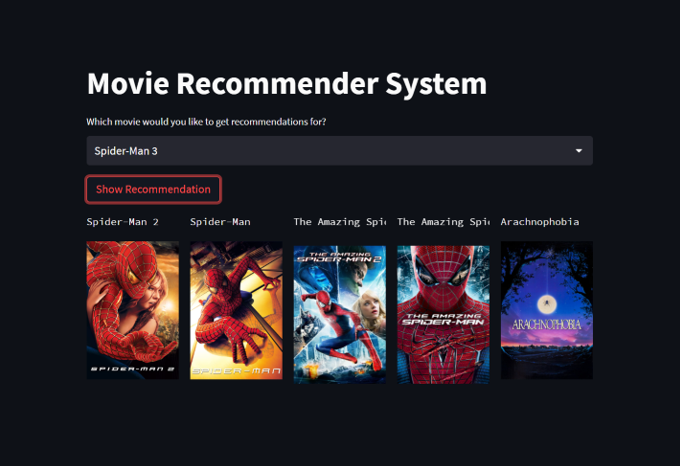 Movie Recommender System
Which movie would you like to get recommendations for?
Spider-Man 3
Show Recommendation
Spider-Man 2
Spider-Man
The Amazing Spi
The Amazing Spi
Arachnophobia
SPIDER-MAN 2
SPIDER-MAN
THE AMAZING
SPIDER-MAN 2
THE AMAZING
SPIDER-MAN
ARACHNOPHOBIA